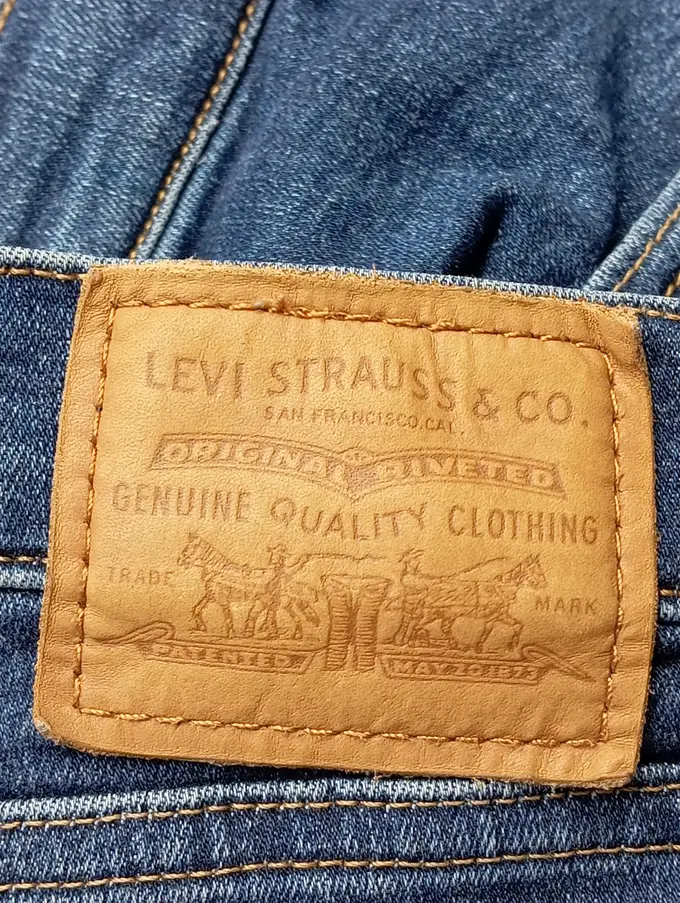 LEVI STRAUSS & CO.
SAN FRANCISCO, CAL.
ORIGINAL RIVETED
GENUINE QUALITY CLOTHING
TRADE MARK
PATENTED MAY 20 1873